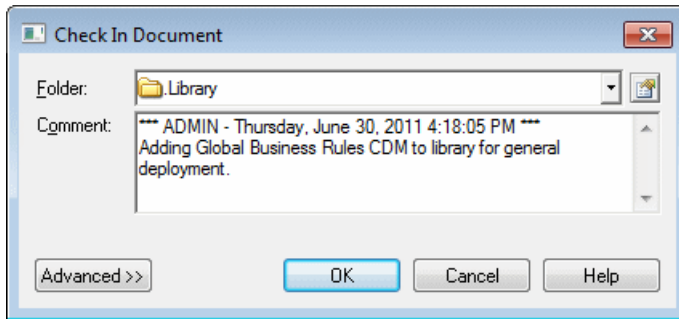 Check In Document
Folder:
.Library
Comment:
*** ADMIN - Thursday, June 30, 2011 4:18:05 PM ***
Adding Global Business Rules CDM to library for general
deployment.
Advanced >>
OK
Cancel
Help